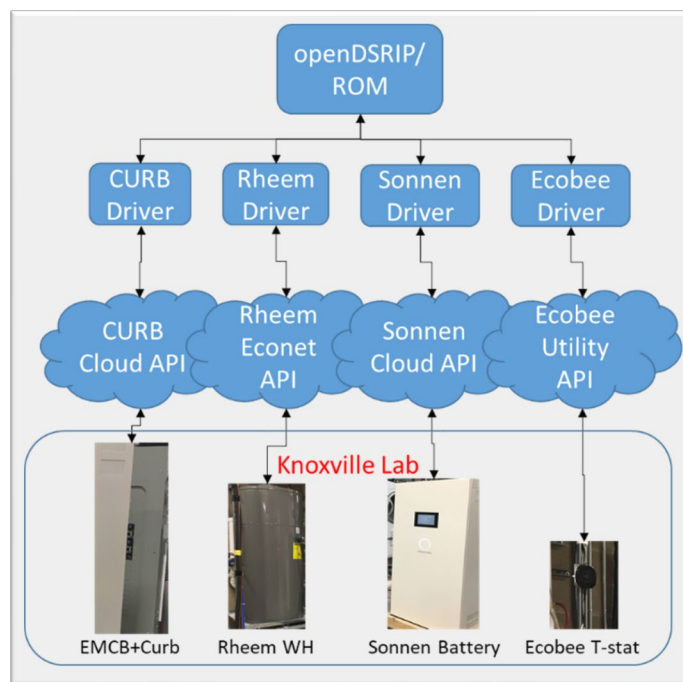 openDSRIP/
ROM
CURB
Driver
Rheem
Driver
Sonnen
Driver
Ecobee
Driver
CURB
Cloud API
Rheem
Econet
API
Sonnen
Cloud API
Ecobee
Utility
API
Knoxville Lab
EMCB+Curb
Rheem WH
Sonnen Battery
Ecobee T-stat